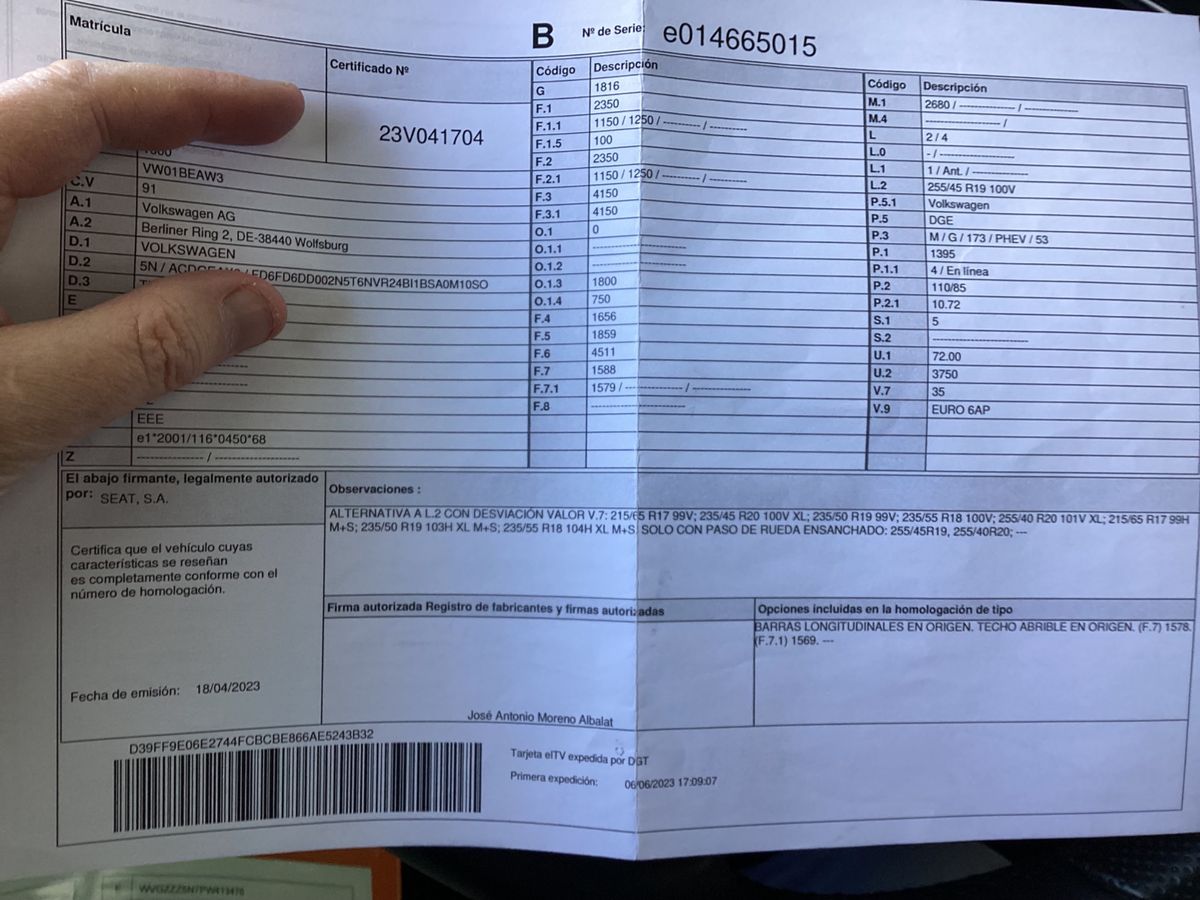 Matrícula
B Nº de Serie: e014665015
Certificado Nº
23V041704
VW01BEAW3
C.V 91
A.1 Volkswagen AG
A.2 Berliner Ring 2, DE-38440 Wolfsburg
D.1 VOLKSWAGEN
D.2 5N / FD6FD6DD002N5T6NVR24BI1BSA0M10SO
D.3
E
EEE
e1*2001/116*0450*68
Z --------------- / -------------------
Código Descripción
G 1816
F.1 2350
F.1.1 1150 / 1250 / --------- / ---------
F.1.5 100
F.2 2350
F.2.1 1150 / 1250 / --------- / ---------
F.3 4150
F.3.1 4150
O.1 0
O.1.1 ----------------------
O.1.2 ----------------------
O.1.3 1800
O.1.4 750
F.4 1656
F.5 1859
F.6 4511
F.7 1588
F.7.1 1579 / -------------- / --------------
F.8 ----------------------
Código Descripción
M.1 2680 / -------------- / --------------
M.4 ------------------ /
L 2 / 4
L.0 - / ------------------
L.1 1 / Ant. / --------------
L.2 255/45 R19 100V
P.5.1 Volkswagen
P.5 DGE
P.3 M / G / 173 / PHEV / 53
P.1 1395
P.1.1 4 / En línea
P.2 110/85
P.2.1 10.72
S.1 5
S.2 ----------------------
U.1 72.00
U.2 3750
V.7 35
V.9 EURO 6AP
El abajo firmante, legalmente autorizado
por: SEAT, S.A.
Certifica que el vehículo cuyas
características se reseñan
es completamente conforme con el
número de homologación.
Fecha de emisión: 18/04/2023
Observaciones :
ALTERNATIVA A L.2 CON DESVIACIÓN VALOR V.7: 215/65 R17 99V; 235/45 R20 100V XL; 235/50 R19 99V; 235/55 R18 100V; 255/40 R20 101V XL; 215/65 R17 99H
M+S; 235/50 R19 103H XL M+S; 235/55 R18 104H XL M+S. SOLO CON PASO DE RUEDA ENSANCHADO: 255/45R19, 255/40R20; ---
Firma autorizada Registro de fabricantes y firmas autorizadas
José Antonio Moreno Albalat
Opciones incluidas en la homologación de tipo
BARRAS LONGITUDINALES EN ORIGEN. TECHO ABRIBLE EN ORIGEN. (F.7) 1578.
(F.7.1) 1569. ---
D39FF9E06E2744FCBCBE866AE5243B32
Tarjeta eITV expedida por DGT
Primera expedición: 06/06/2023 17:09:07